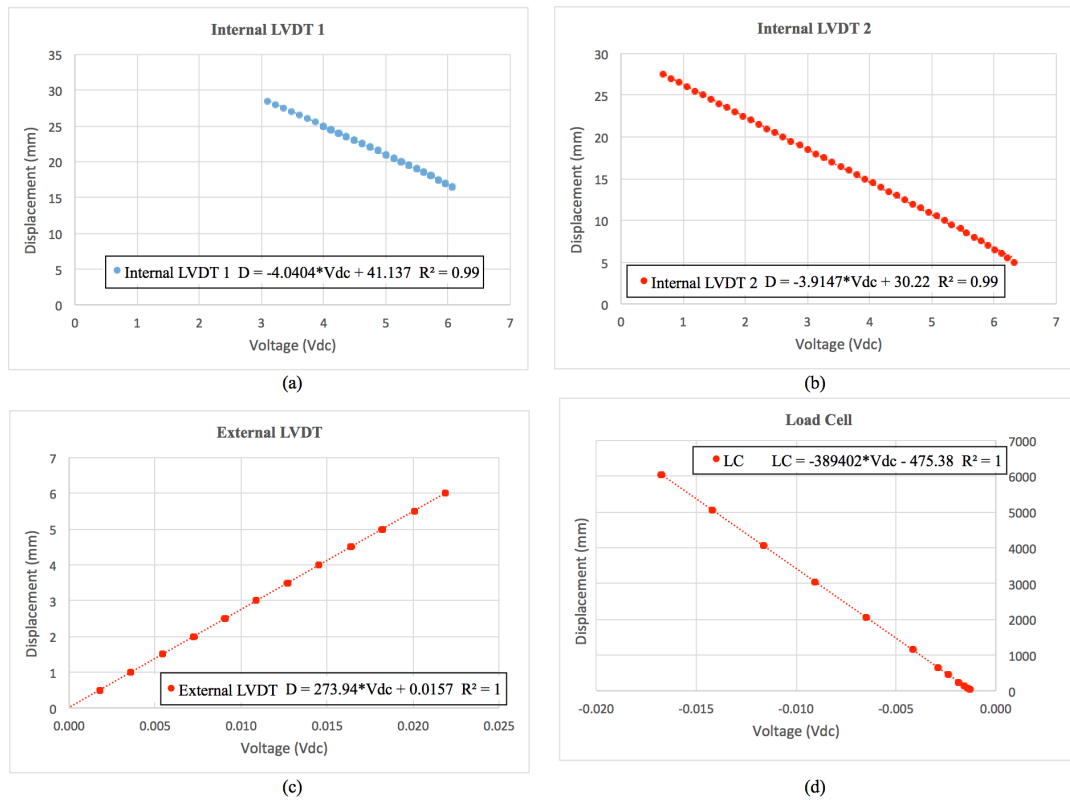 Internal LVDT 1
35
30
25
20
15
10
5
0
Displacement (mm)
Internal LVDT 1 D = -4.0404*Vdc + 41.137 R² = 0.99
0 1 2 3 4 5 6 7
Voltage (Vdc)
(a)
Internal LVDT 2
30
25
20
15
10
5
0
Displacement (mm)
Internal LVDT 2 D = -3.9147*Vdc + 30.22 R² = 0.99
0 1 2 3 4 5 6 7
Voltage (Vdc)
(b)
External LVDT
7
6
5
4
3
2
1
0
Displacement (mm)
External LVDT D = 273.94*Vdc + 0.0157 R² = 1
0.000 0.005 0.010 0.015 0.020 0.025
Voltage (Vdc)
(c)
Load Cell
LC LC = -389402*Vdc - 475.38 R² = 1
7000
6000
5000
4000
3000
2000
1000
0
Displacement (mm)
-0.020 -0.015 -0.010 -0.005 0.000
Voltage (Vdc)
(d)